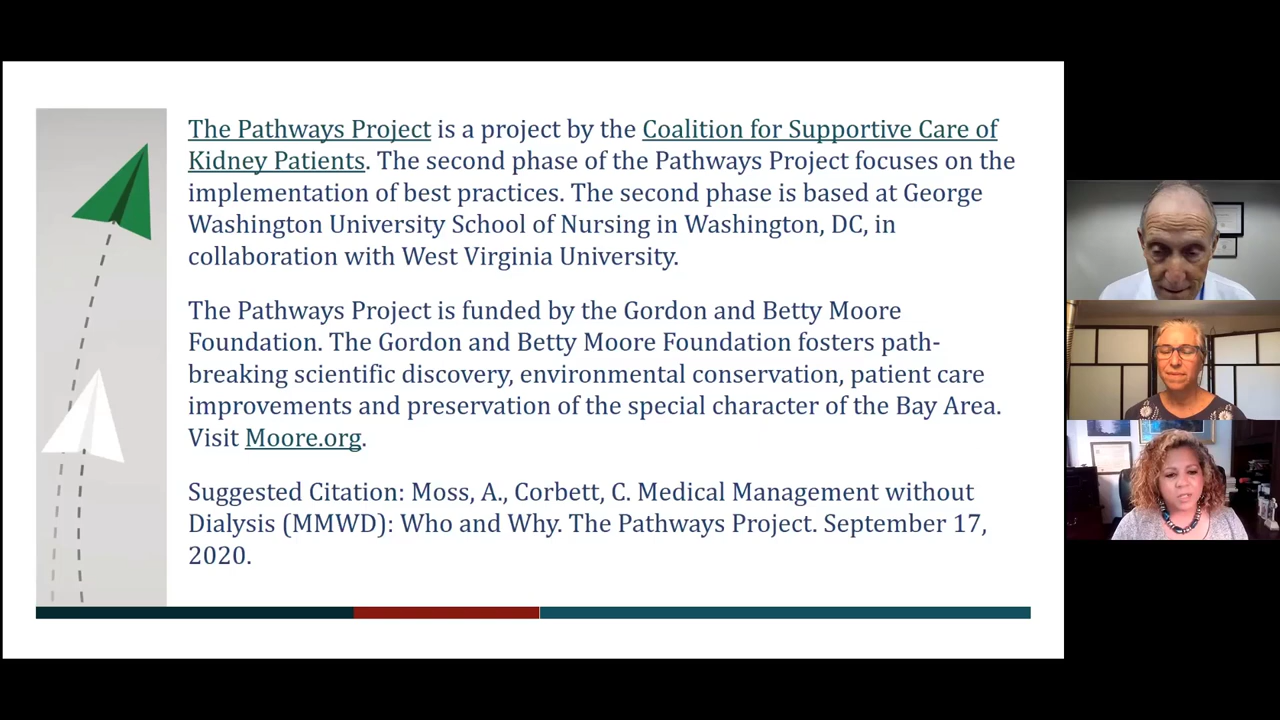 The Pathways Project is a project by the Coalition for Supportive Care of
Kidney Patients. The second phase of the Pathways Project focuses on the
implementation of best practices. The second phase is based at George
Washington University School of Nursing in Washington, DC, in
collaboration with West Virginia University.
The Pathways Project is funded by the Gordon and Betty Moore
Foundation. The Gordon and Betty Moore Foundation fosters path-
breaking scientific discovery, environmental conservation, patient care
improvements and preservation of the special character of the Bay Area.
Visit Moore.org.
Suggested Citation: Moss, A., Corbett, C. Medical Management without
Dialysis (MMWD): Who and Why. The Pathways Project. September 17,
2020.